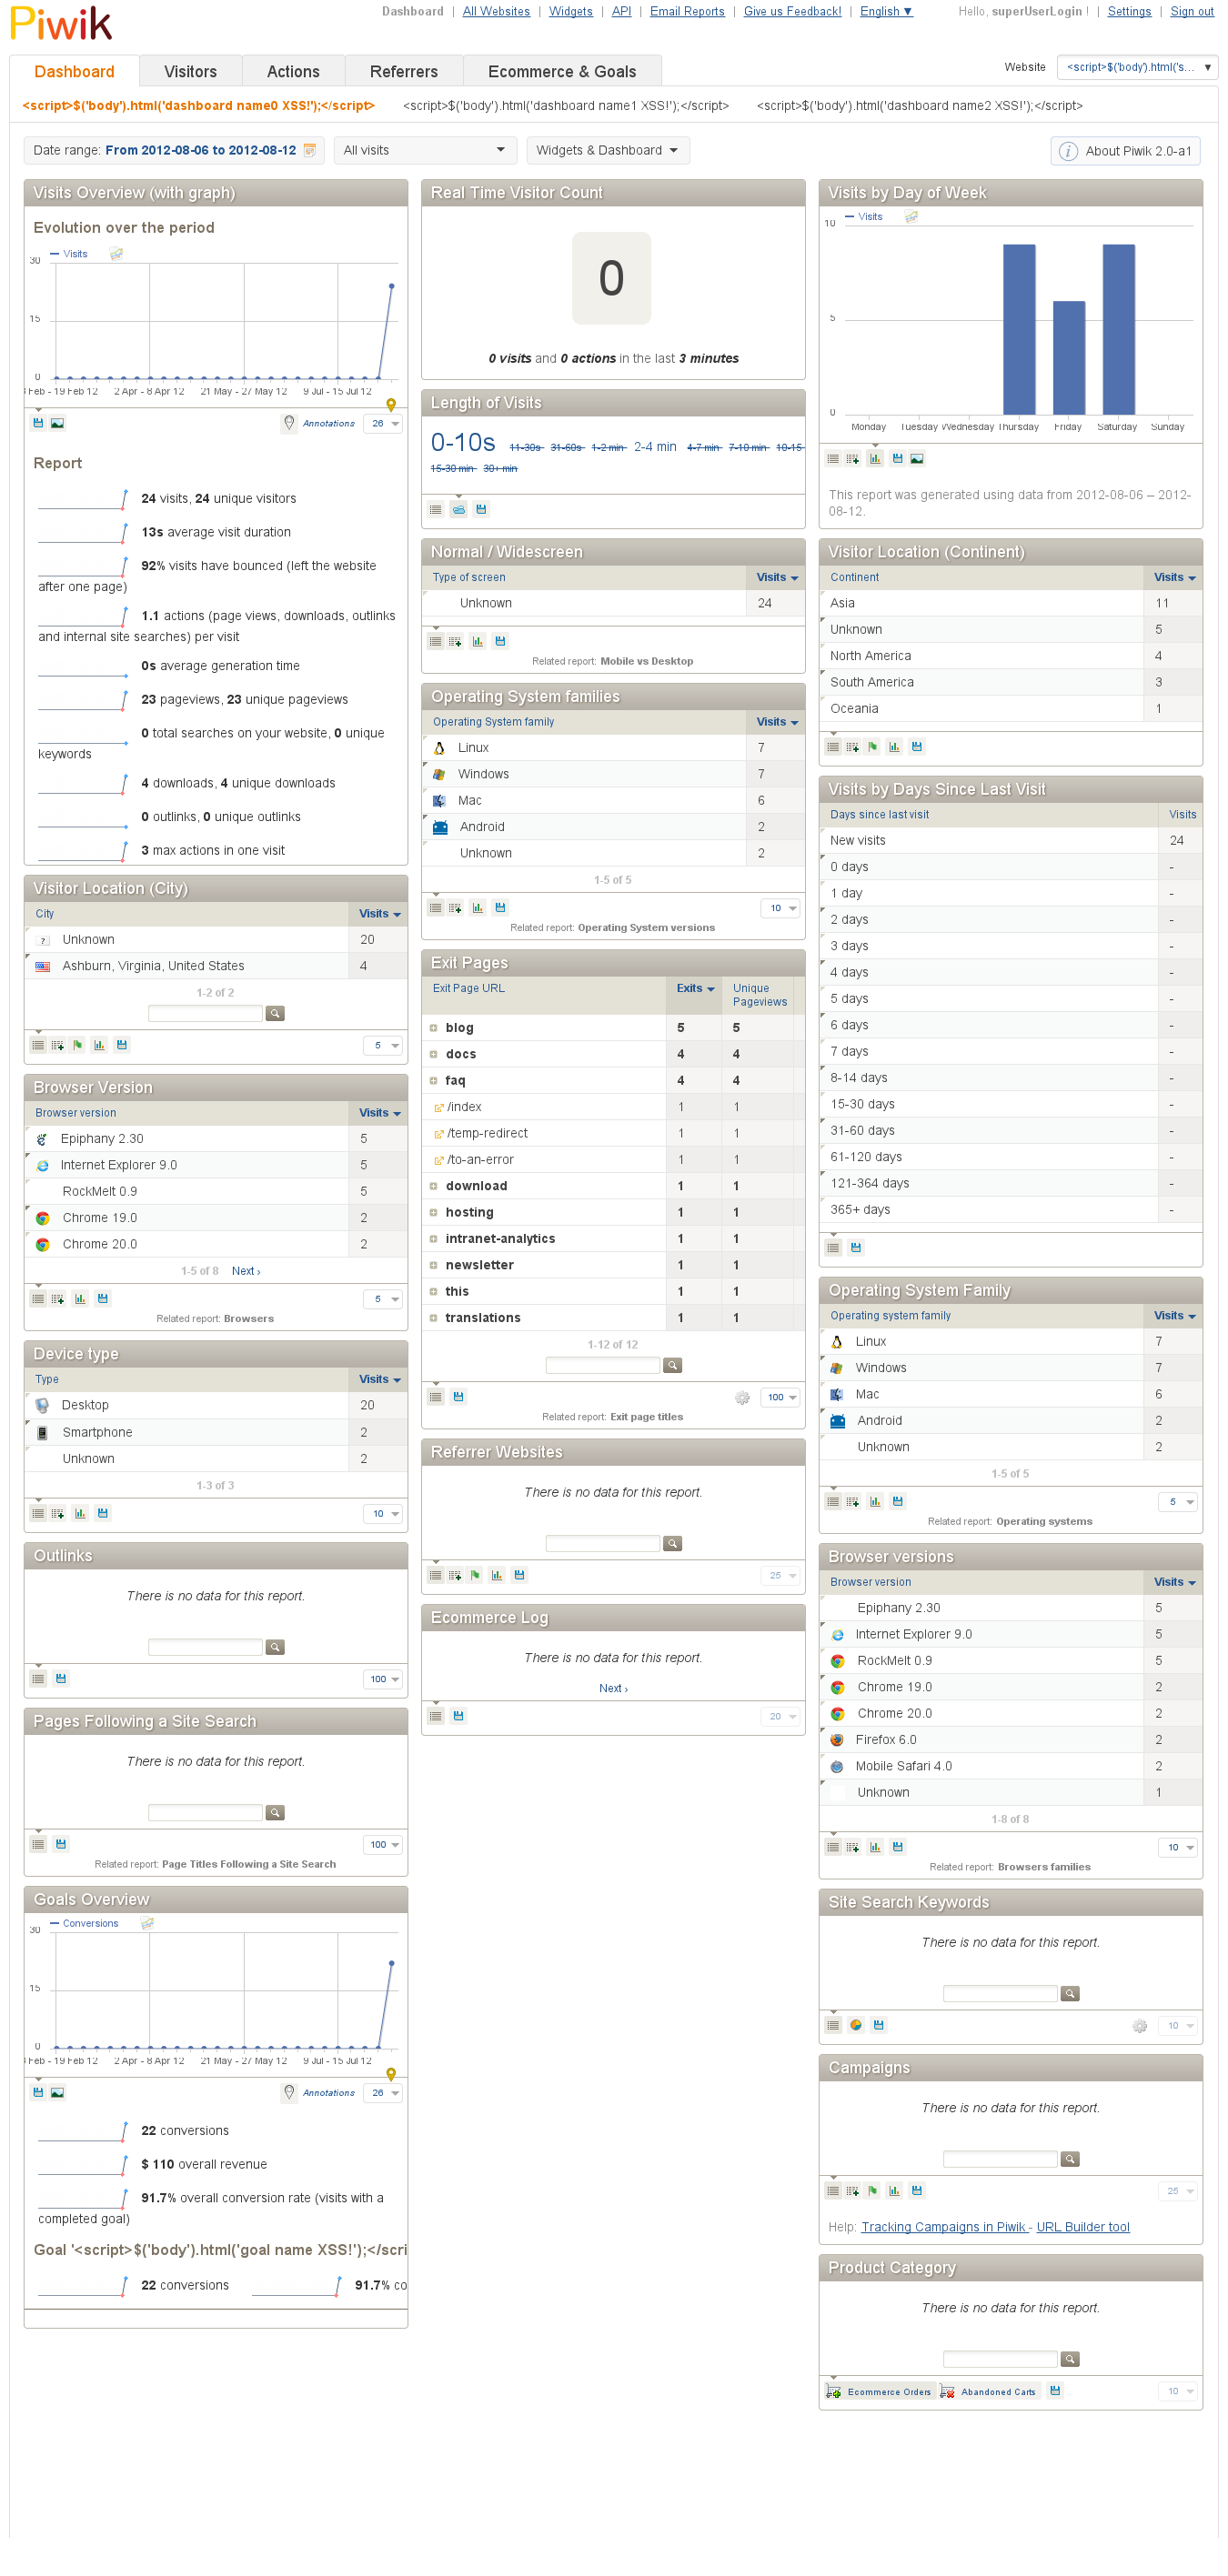 Piwik
Dashboard | All Websites | Widgets | API | Email Reports | Give us Feedback! | English ▼
Hello, superUserLogin ! | Settings | Sign out
Dashboard
Visitors
Actions
Referrers
Ecommerce & Goals
Website
<script>$('body').html('s... ▼
<script>$('body').html('dashboard name0 XSS!');</script>
<script>$('body').html('dashboard name1 XSS!');</script>
<script>$('body').html('dashboard name2 XSS!');</script>
Date range: From 2012-08-06 to 2012-08-12
All visits
Widgets & Dashboard
About Piwik 2.0-a1
Visits Overview (with graph)
Evolution over the period
Visits
30
15
0
Feb - 19 Feb 12 2 Apr - 8 Apr 12 21 May - 27 May 12 9 Jul - 15 Jul 12
Annotations 26
Report
24 visits, 24 unique visitors
13s average visit duration
92% visits have bounced (left the website
after one page)
1.1 actions (page views, downloads, outlinks
and internal site searches) per visit
0s average generation time
23 pageviews, 23 unique pageviews
0 total searches on your website, 0 unique
keywords
4 downloads, 4 unique downloads
0 outlinks, 0 unique outlinks
3 max actions in one visit
Visitor Location (City)
City Visits
Unknown 20
Ashburn, Virginia, United States 4
1-2 of 2
5
Browser Version
Browser version Visits
Epiphany 2.30 5
Internet Explorer 9.0 5
RockMelt 0.9 5
Chrome 19.0 2
Chrome 20.0 2
1-5 of 8 Next ›
5
Related report: Browsers
Device type
Type Visits
Desktop 20
Smartphone 2
Unknown 2
1-3 of 3
10
Outlinks
There is no data for this report.
100
Pages Following a Site Search
There is no data for this report.
100
Related report: Page Titles Following a Site Search
Goals Overview
Conversions
30
15
0
Feb - 19 Feb 12 2 Apr - 8 Apr 12 21 May - 27 May 12 9 Jul - 15 Jul 12
Annotations 26
22 conversions
$ 110 overall revenue
91.7% overall conversion rate (visits with a
completed goal)
Goal '<script>$('body').html('goal name XSS!');</scri
22 conversions 91.7% co
Real Time Visitor Count
0
0 visits and 0 actions in the last 3 minutes
Length of Visits
0-10s 11-30s 31-60s 1-2 min 2-4 min 4-7 min 7-10 min 10-15
15-30 min 30+ min
Normal / Widescreen
Type of screen Visits
Unknown 24
Related report: Mobile vs Desktop
Operating System families
Operating System family Visits
Linux 7
Windows 7
Mac 6
Android 2
Unknown 2
1-5 of 5
10
Related report: Operating System versions
Exit Pages
Exit Page URL Exits Unique
Pageviews
blog 5 5
docs 4 4
faq 4 4
/index 1 1
/temp-redirect 1 1
/to-an-error 1 1
download 1 1
hosting 1 1
intranet-analytics 1 1
newsletter 1 1
this 1 1
translations 1 1
1-12 of 12
100
Related report: Exit page titles
Referrer Websites
There is no data for this report.
25
Ecommerce Log
There is no data for this report.
Next ›
20
Visits by Day of Week
Visits
10
5
0
Monday Tuesday Wednesday Thursday Friday Saturday Sunday
This report was generated using data from 2012-08-06 – 2012-
08-12.
Visitor Location (Continent)
Continent Visits
Asia 11
Unknown 5
North America 4
South America 3
Oceania 1
Visits by Days Since Last Visit
Days since last visit Visits
New visits 24
0 days -
1 day -
2 days -
3 days -
4 days -
5 days -
6 days -
7 days -
8-14 days -
15-30 days -
31-60 days -
61-120 days -
121-364 days -
365+ days -
Operating System Family
Operating system family Visits
Linux 7
Windows 7
Mac 6
Android 2
Unknown 2
1-5 of 5
5
Related report: Operating systems
Browser versions
Browser version Visits
Epiphany 2.30 5
Internet Explorer 9.0 5
RockMelt 0.9 5
Chrome 19.0 2
Chrome 20.0 2
Firefox 6.0 2
Mobile Safari 4.0 2
Unknown 1
1-8 of 8
10
Related report: Browsers families
Site Search Keywords
There is no data for this report.
10
Campaigns
There is no data for this report.
25
Help: Tracking Campaigns in Piwik - URL Builder tool
Product Category
There is no data for this report.
Ecommerce Orders Abandoned Carts 10